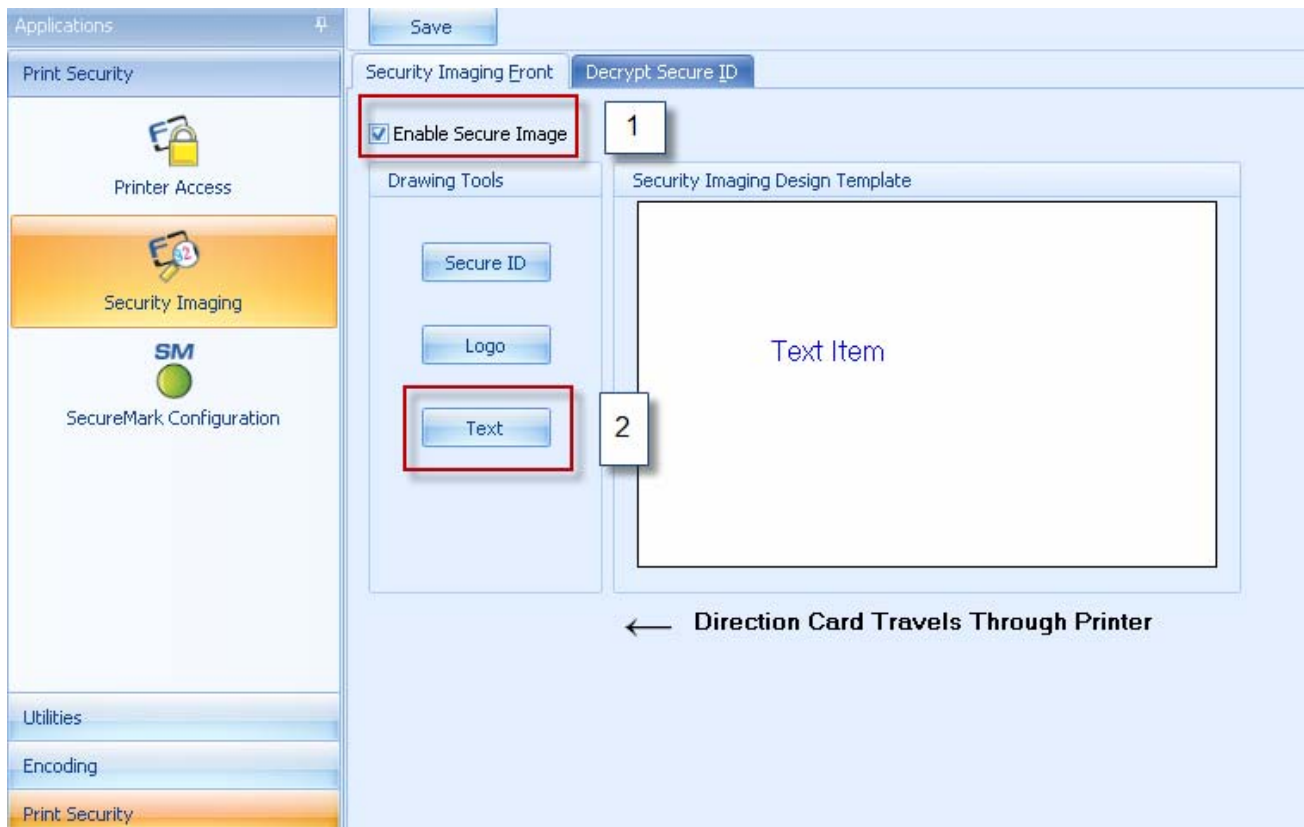 Applications
Save
Print Security
Security Imaging Front
Decrypt Secure ID
Enable Secure Image
1
Printer Access
Drawing Tools
Security Imaging Design Template
Secure ID
Security Imaging
Logo
Text Item
SM
SecureMark Configuration
Text
2
← Direction Card Travels Through Printer
Utilities
Encoding
Print Security